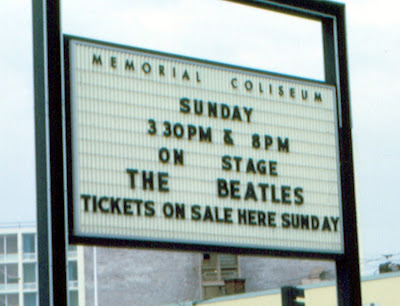 MEMORIAL COLISEUM
SUNDAY
3 30PM & 8PM
ON STAGE
THE BEATLES
TICKETS ON SALE HERE SUNDAY